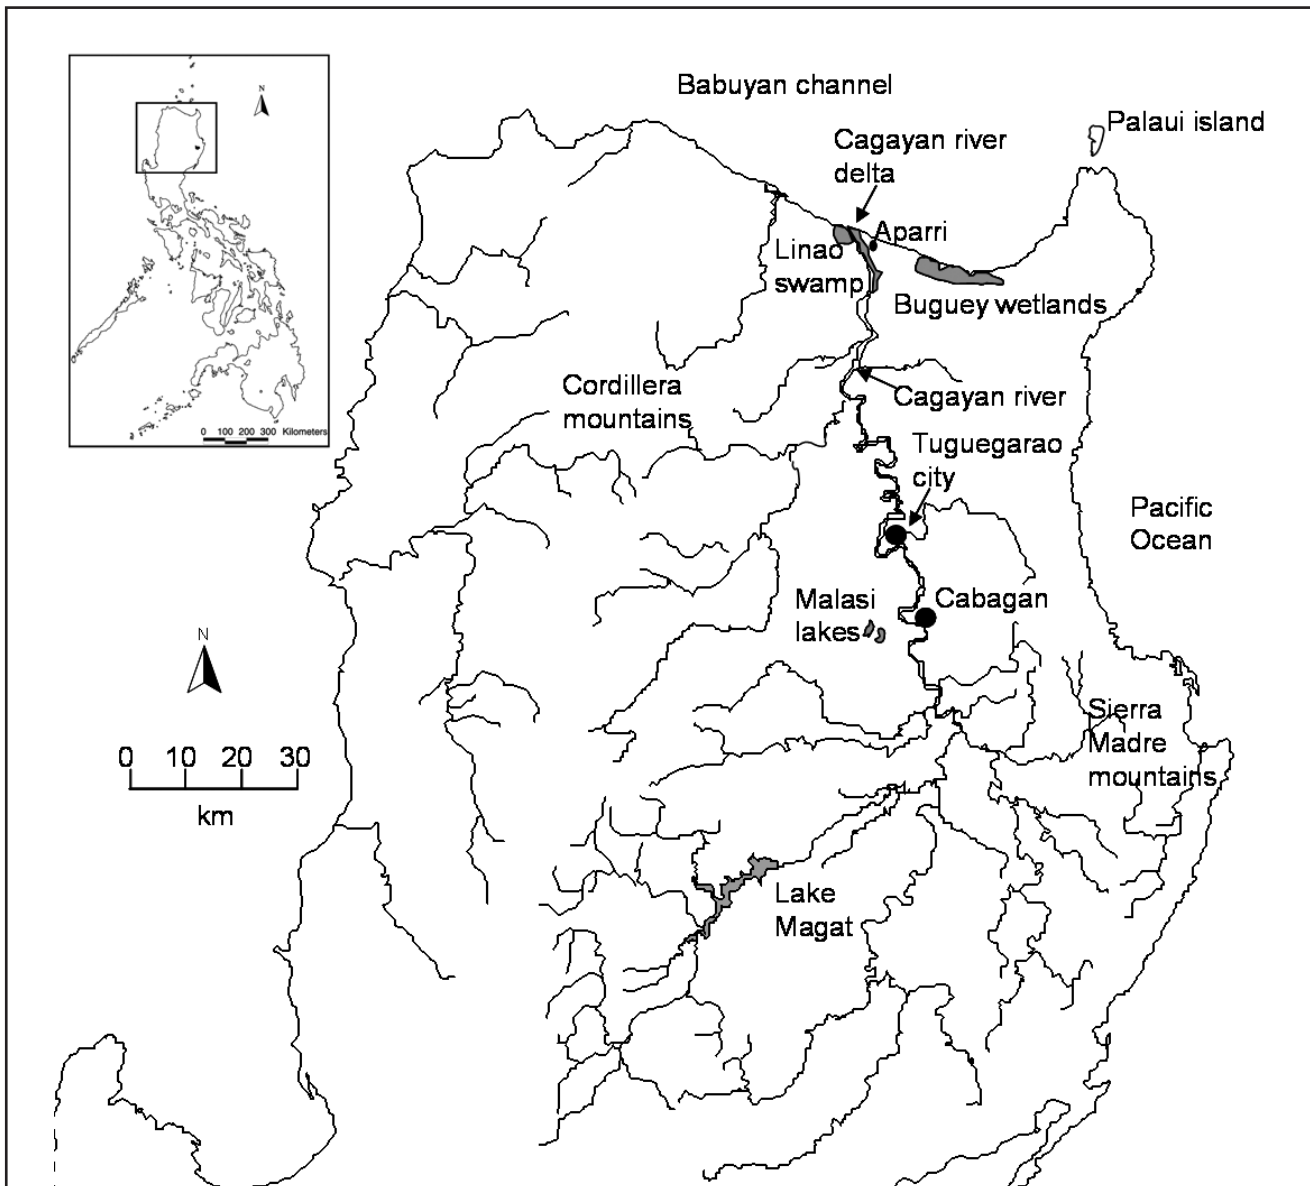 N
0 100 200 300 Kilometers
Babuyan channel
Palaui island
Cagayan river
delta
Aparri
Linao
swamp
Buguey wetlands
Cordillera
mountains
Cagayan river
Tuguegarao
city
Pacific
Ocean
Malasi
lakes
Cabagan
N
0 10 20 30
km
Sierra
Madre
mountains
Lake
Magat